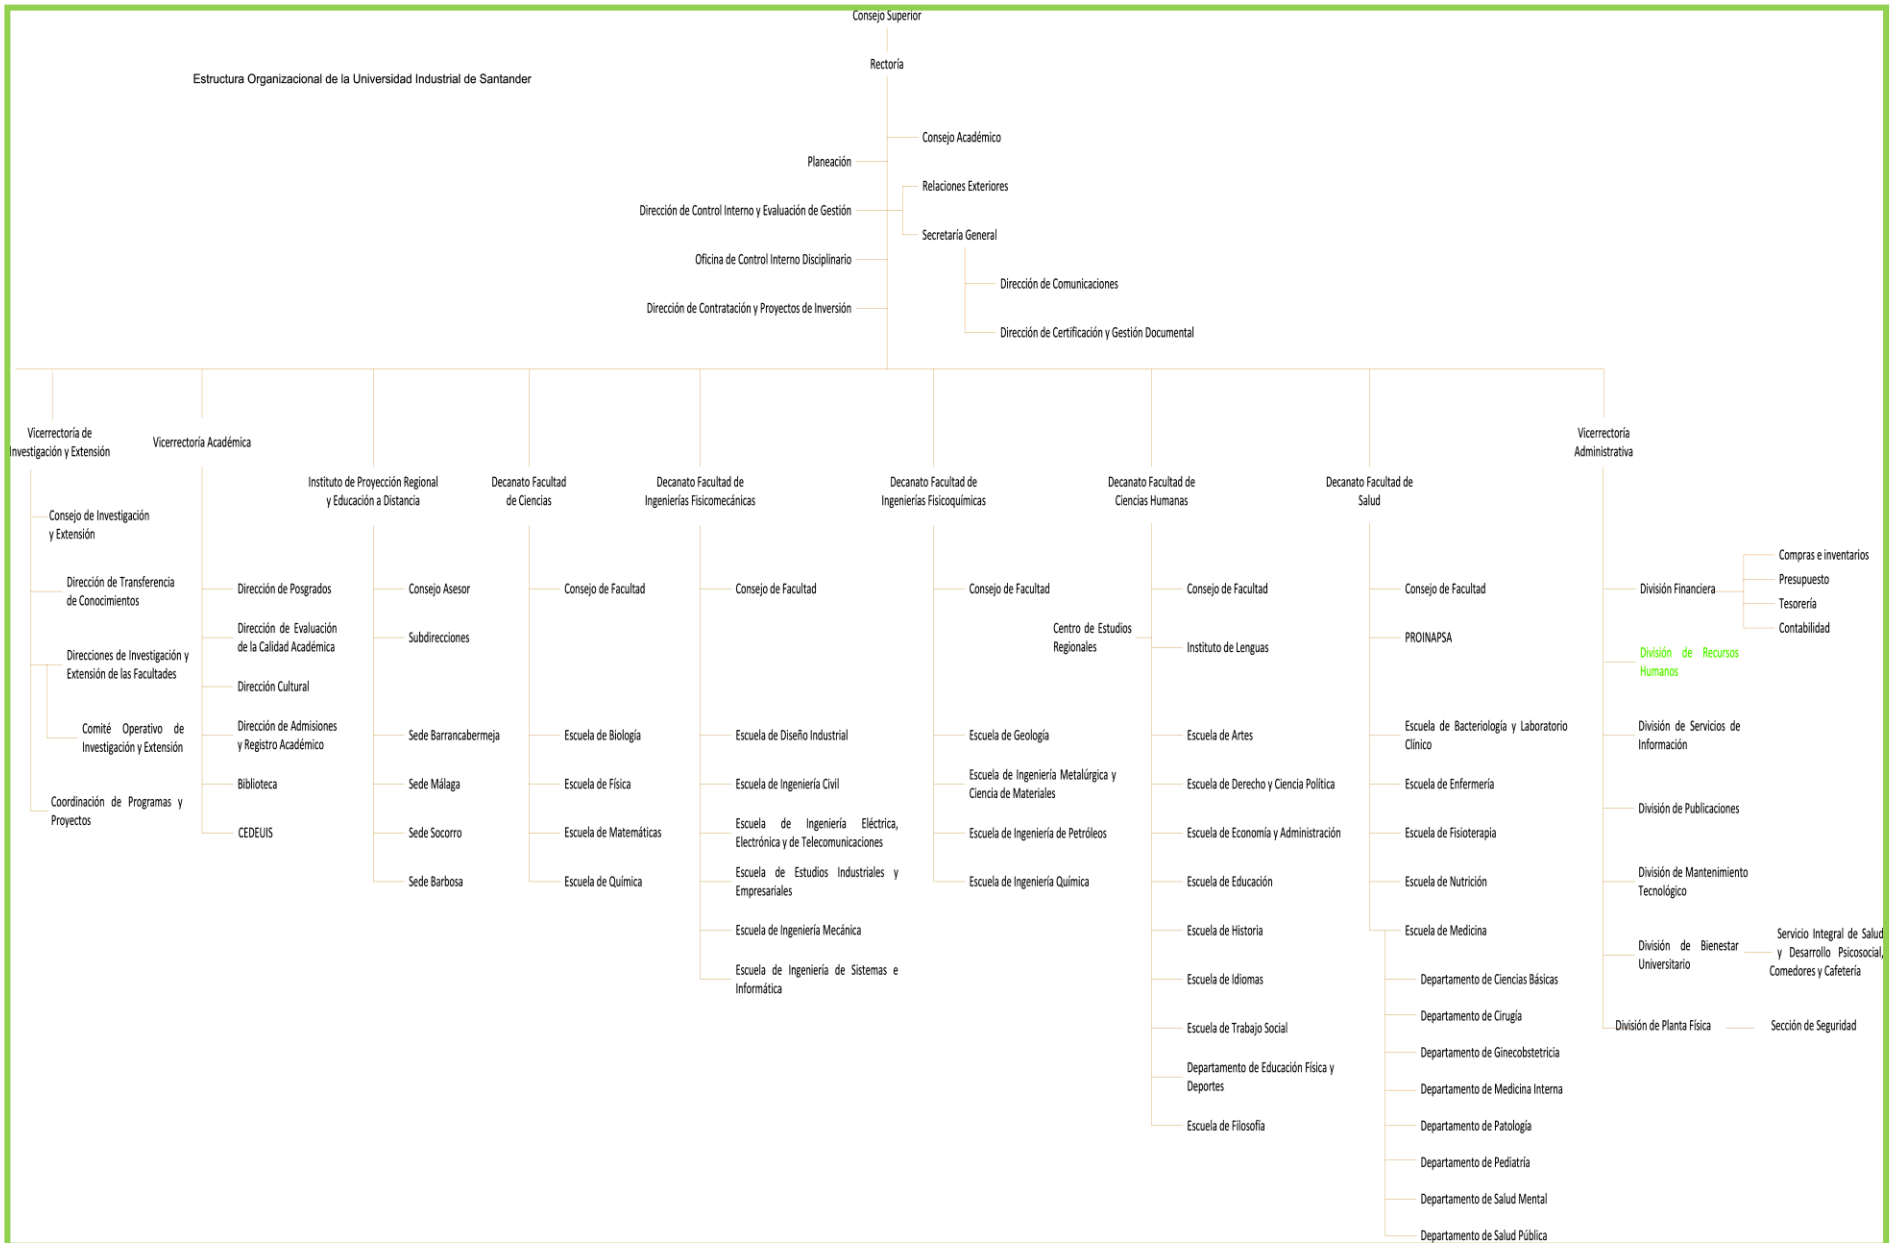 Consejo Superior
Rectoría
Estructura Organizacional de la Universidad Industrial de Santander
Consejo Académico
Planeación
Relaciones Exteriores
Dirección de Control Interno y Evaluación de Gestión
Secretaría General
Oficina de Control Interno Disciplinario
Dirección de Comunicaciones
Dirección de Contratación y Proyectos de Inversión
Dirección de Certificación y Gestión Documental
Vicerrectoría de
Investigación y Extensión
Consejo de Investigación
y Extensión
Dirección de Transferencia
de Conocimientos
Direcciones de Investigación y
Extensión de las Facultades
Comité Operativo de
Investigación y Extensión
Coordinación de Programas y
Proyectos
Vicerrectoría Académica
Dirección de Posgrados
Dirección de Evaluación
de la Calidad Académica
Dirección Cultural
Dirección de Admisiones
y Registro Académico
Biblioteca
CEDEUIS
Instituto de Proyección Regional
y Educación a Distancia
Consejo Asesor
Subdirecciones
Sede Barrancabermeja
Sede Málaga
Sede Socorro
Sede Barbosa
Decanato Facultad
de Ciencias
Consejo de Facultad
Escuela de Biología
Escuela de Física
Escuela de Matemáticas
Escuela de Química
Decanato Facultad de
Ingenierías Fisicomecánicas
Consejo de Facultad
Escuela de Diseño Industrial
Escuela de Ingeniería Civil
Escuela de Ingeniería Eléctrica,
Electrónica y de Telecomunicaciones
Escuela de Estudios Industriales y
Empresariales
Escuela de Ingeniería Mecánica
Escuela de Ingeniería de Sistemas e
Informática
Decanato Facultad de
Ingenierías Fisicoquímicas
Consejo de Facultad
Escuela de Geología
Escuela de Ingeniería Metalúrgica y
Ciencia de Materiales
Escuela de Ingeniería de Petróleos
Escuela de Ingeniería Química
Decanato Facultad de
Ciencias Humanas
Consejo de Facultad
Centro de Estudios
Regionales
Instituto de Lenguas
Escuela de Artes
Escuela de Derecho y Ciencia Política
Escuela de Economía y Administración
Escuela de Educación
Escuela de Historia
Escuela de Idiomas
Escuela de Trabajo Social
Departamento de Educación Física y
Deportes
Escuela de Filosofía
Decanato Facultad de
Salud
Consejo de Facultad
PROINAPSA
Escuela de Bacteriología y Laboratorio
Clínico
Escuela de Enfermería
Escuela de Fisioterapia
Escuela de Nutrición
Escuela de Medicina
Departamento de Ciencias Básicas
Departamento de Cirugía
Departamento de Ginecobstetricia
Departamento de Medicina Interna
Departamento de Patología
Departamento de Pediatría
Departamento de Salud Mental
Departamento de Salud Pública
Vicerrectoría
Administrativa
División Financiera
Compras e inventarios
Presupuesto
Tesorería
Contabilidad
División de Recursos
Humanos
División de Servicios de
Información
División de Publicaciones
División de Mantenimiento
Tecnológico
División de Bienestar
Universitario
Servicio Integral de Salud
y Desarrollo Psicosocial,
Comedores y Cafetería
División de Planta Física
Sección de Seguridad